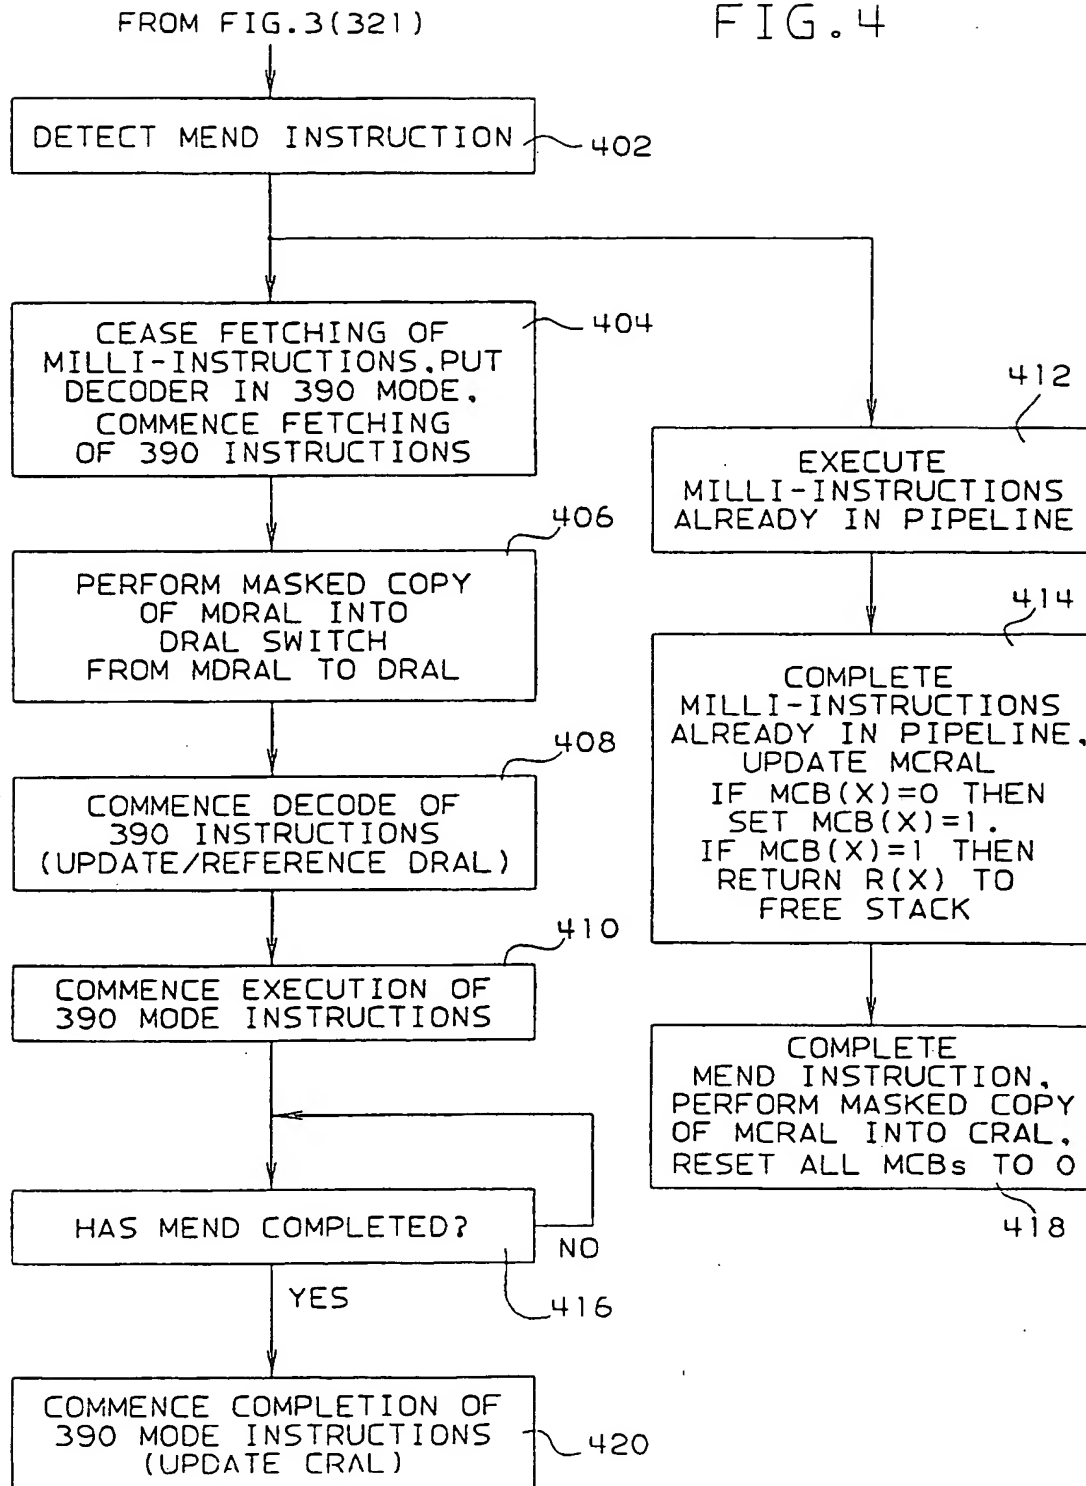 FROM FIG.3(321)
FIG.4
DETECT MEND INSTRUCTION
402
CEASE FETCHING OF
MILLI-INSTRUCTIONS.PUT
DECODER IN 390 MODE.
COMMENCE FETCHING
OF 390 INSTRUCTIONS
404
406
PERFORM MASKED COPY
OF MDRAL INTO
DRAL SWITCH
FROM MDRAL TO DRAL
408
COMMENCE DECODE OF
390 INSTRUCTIONS
(UPDATE/REFERENCE DRAL)
410
COMMENCE EXECUTION OF
390 MODE INSTRUCTIONS
HAS MEND COMPLETED?
NO
416
YES
COMMENCE COMPLETION OF
390 MODE INSTRUCTIONS
(UPDATE CRAL)
420
412
EXECUTE
MILLI-INSTRUCTIONS
ALREADY IN PIPELINE
414
COMPLETE
MILLI-INSTRUCTIONS
ALREADY IN PIPELINE.
UPDATE MCRAL
IF MCB(X)=0 THEN
SET MCB(X)=1.
IF MCB(X)=1 THEN
RETURN R(X) TO
FREE STACK
COMPLETE
MEND INSTRUCTION.
PERFORM MASKED COPY
OF MCRAL INTO CRAL.
RESET ALL MCBs TO 0
418